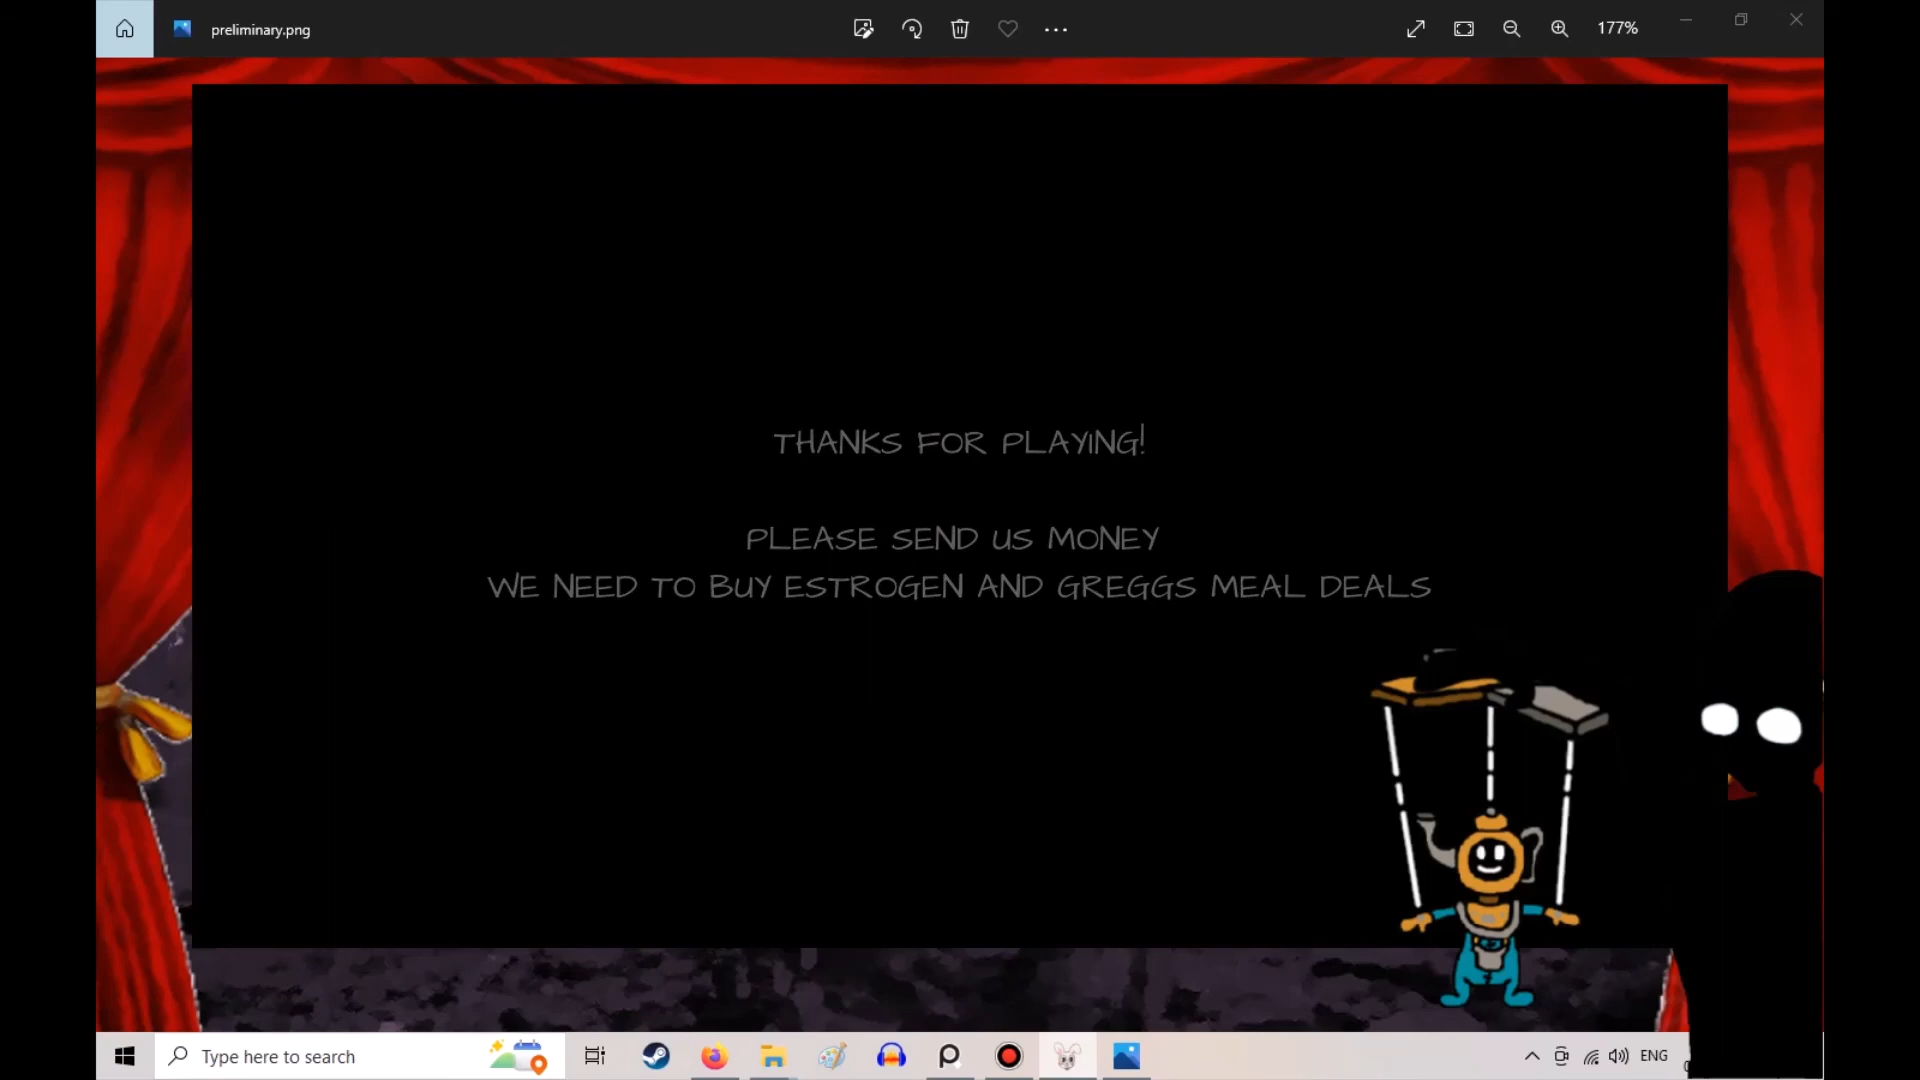 preliminary.png
177%
THANKS FOR PLAYING!
PLEASE SEND US MONEY
WE NEED TO BUY ESTROGEN AND GREGGS MEAL DEALS
Type here to search
ENG